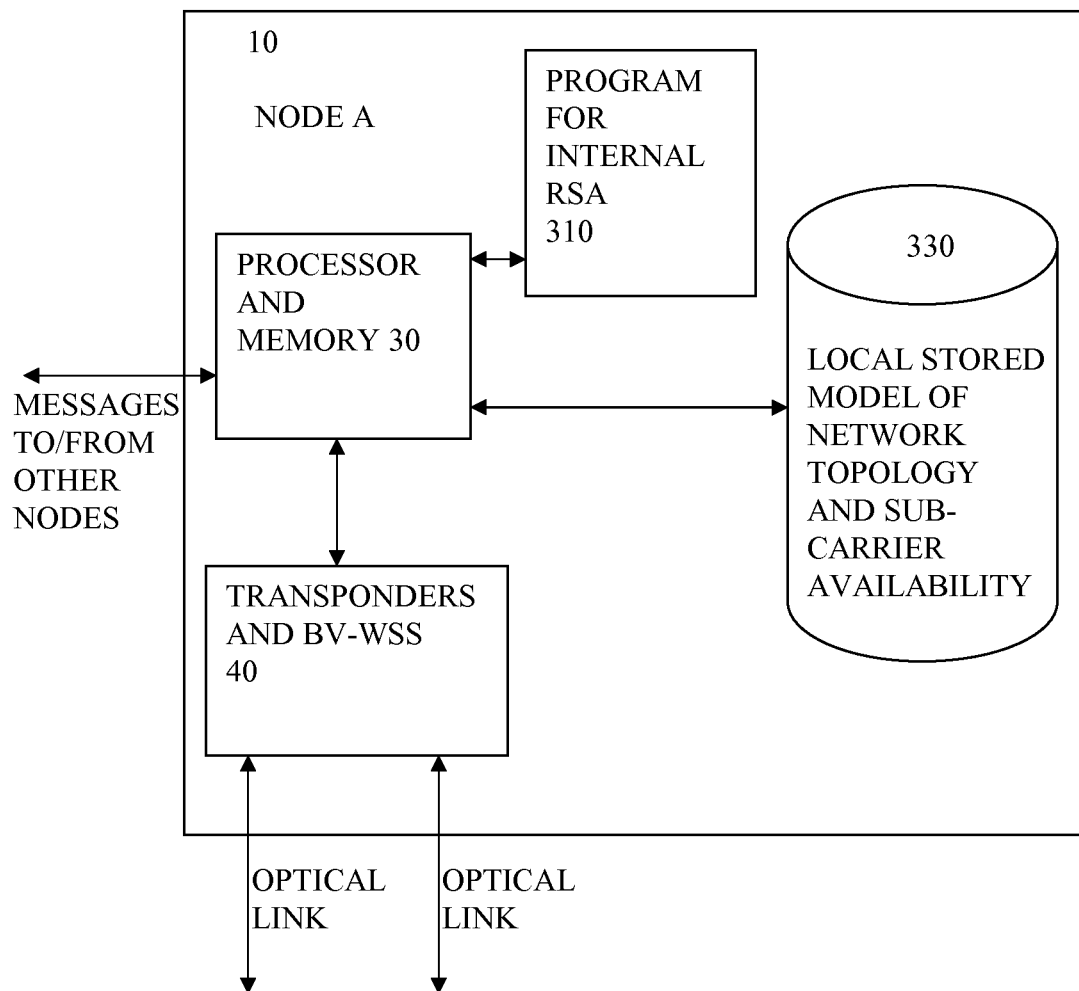 10
NODE A
PROGRAM
FOR
INTERNAL
RSA
310
PROCESSOR
AND
MEMORY 30
330
LOCAL STORED
MODEL OF
NETWORK
TOPOLOGY
AND SUB-
CARRIER
AVAILABILITY
MESSAGES
TO/FROM
OTHER
NODES
TRANSPONDERS
AND BV-WSS
40
OPTICAL
LINK
OPTICAL
LINK